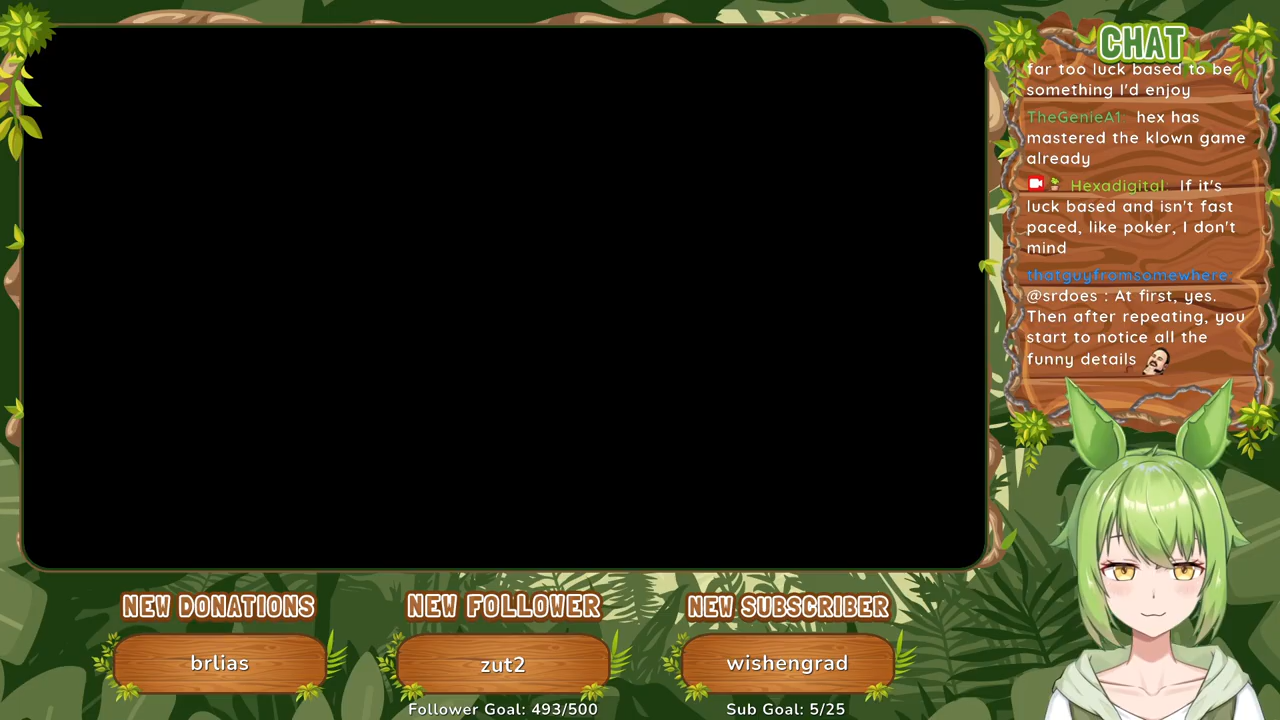 CHAT
far too luck based to be
something I'd enjoy
TheGenieA1: hex has
mastered the klown game
already
Hexadigital: If it's
luck based and isn't fast
paced, like poker, I don't
mind
thatguyfromsomewhere:
@srdoes : At first, yes.
Then after repeating, you
start to notice all the
funny details
NEW DONATIONS
brlias
NEW FOLLOWER
zut2
Follower Goal: 493/500
NEW SUBSCRIBER
wishengrad
Sub Goal: 5/25